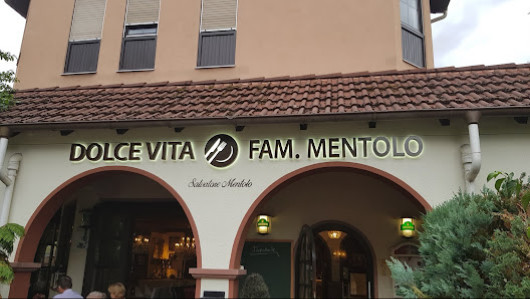 DOLCE VITA FAM. MENTOLO
Salvatore Mentolo